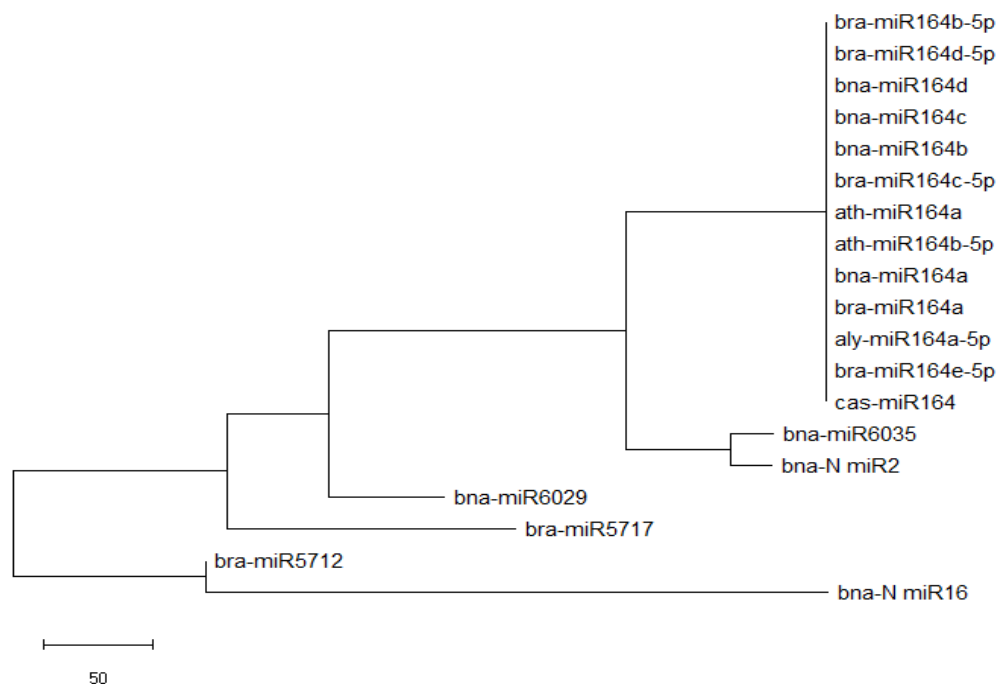 bra-miR164b-5p
bra-miR164d-5p
bna-miR164d
bna-miR164c
bna-miR164b
bra-miR164c-5p
ath-miR164a
ath-miR164b-5p
bna-miR164a
bra-miR164a
aly-miR164a-5p
bra-miR164e-5p
cas-miR164
bna-miR6035
bna-N miR2
bna-miR6029
bra-miR5717
bra-miR5712
bna-N miR16
50